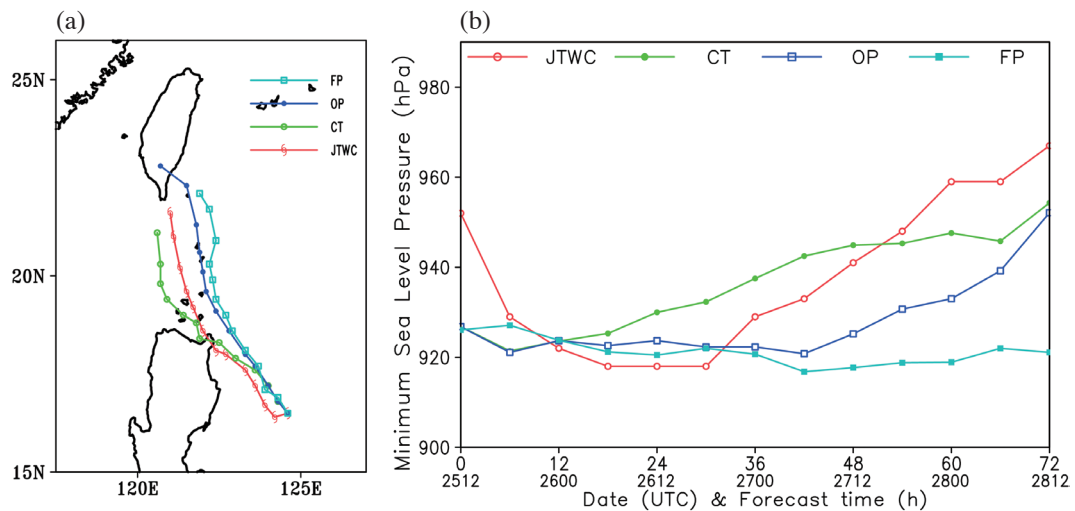 (a)
25N
20N
15N
120E
125E
FP
OP
CT
JTWC
(b)
JTWC CT OP FP
Minimum Sea Level Pressure (hPa)
980
960
940
920
900
0 12 24 36 48 60 72
2512 2600 2612 2700 2712 2800 2812
Date (UTC) & Forecast time (h)